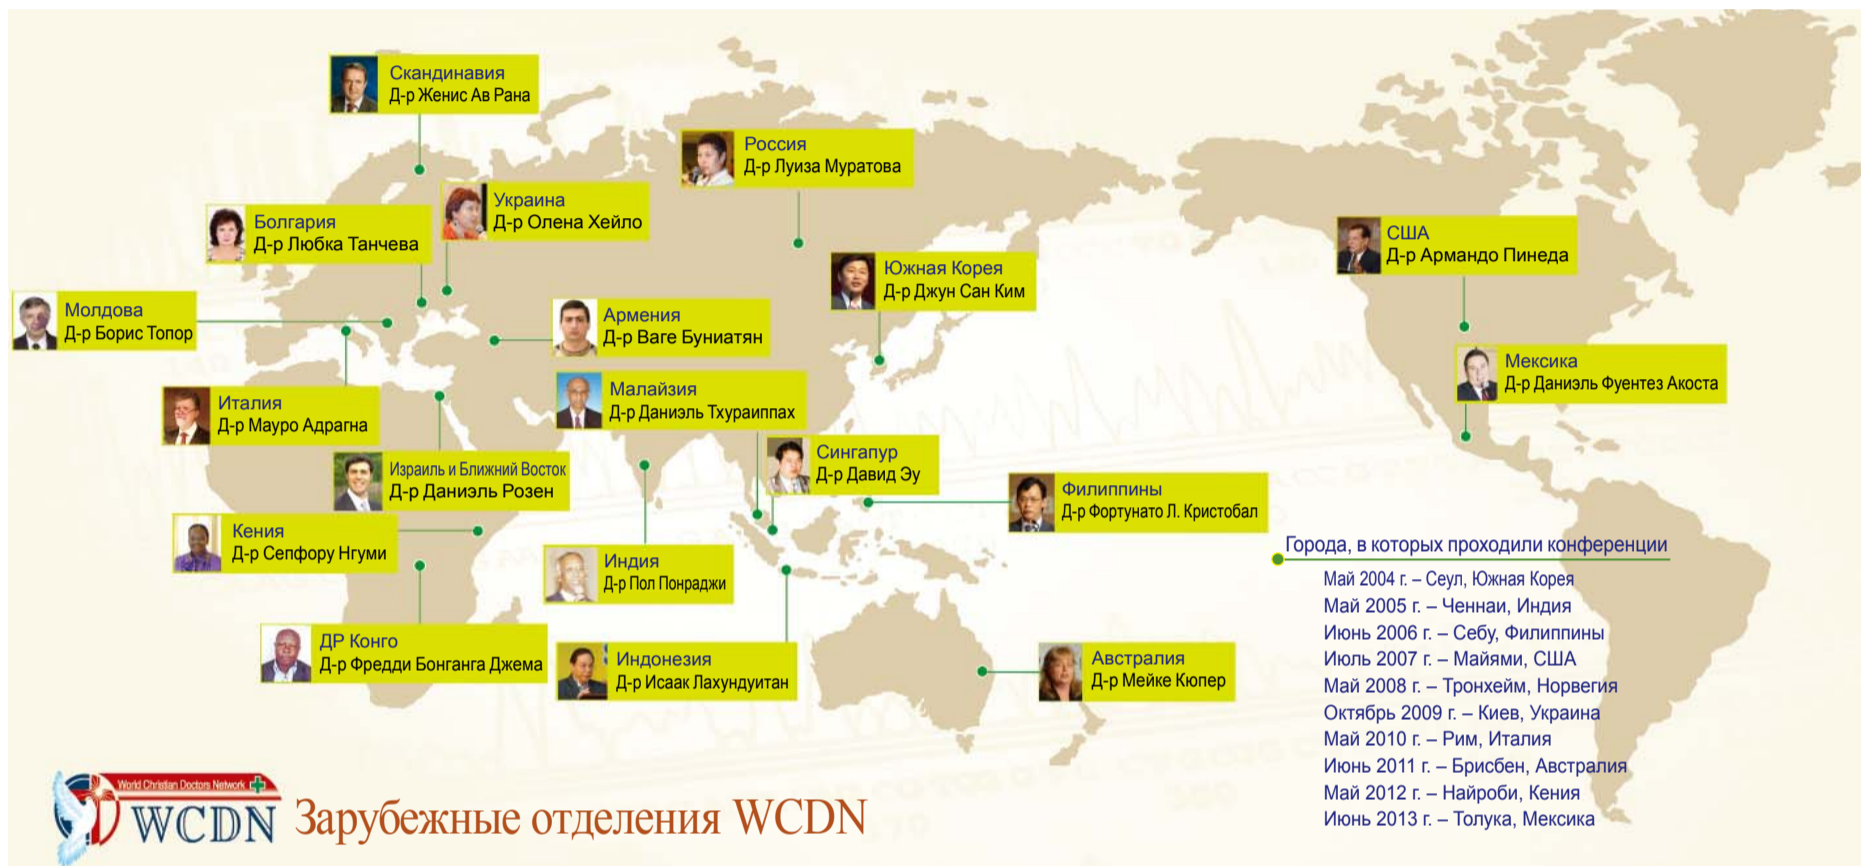 Скандинавия
Д-р Женис Ав Рана
Россия
Д-р Луиза Муратова
Украина
Д-р Олена Хейло
Болгария
Д-р Любка Танчева
США
Д-р Армандо Пинеда
Южная Корея
Д-р Джун Сан Ким
Молдова
Д-р Борис Топор
Армения
Д-р Ваге Буниатян
Мексика
Д-р Даниэль Фуентез Акоста
Малайзия
Д-р Даниэль Тхураиппах
Италия
Д-р Мауро Адрагна
Сингапур
Д-р Давид Эу
Израиль и Ближний Восток
Д-р Даниэль Розен
Филиппины
Д-р Фортунато Л. Кристобал
Кения
Д-р Сепфору Нгуми
Индия
Д-р Пол Понраджи
ДР Конго
Д-р Фредди Бонганга Джема
Индонезия
Д-р Исаак Лахундуитан
Австралия
Д-р Мейке Кюпер
Города, в которых проходили конференции
Май 2004 г. – Сеул, Южная Корея
Май 2005 г. – Ченнаи, Индия
Июнь 2006 г. – Себу, Филиппины
Июль 2007 г. – Майями, США
Май 2008 г. – Тронхейм, Норвегия
Октябрь 2009 г. – Киев, Украина
Май 2010 г. – Рим, Италия
Июнь 2011 г. – Брисбен, Австралия
Май 2012 г. – Найроби, Кения
Июнь 2013 г. – Толука, Мексика
World Christian Doctors Network
WCDN
Зарубежные отделения WCDN